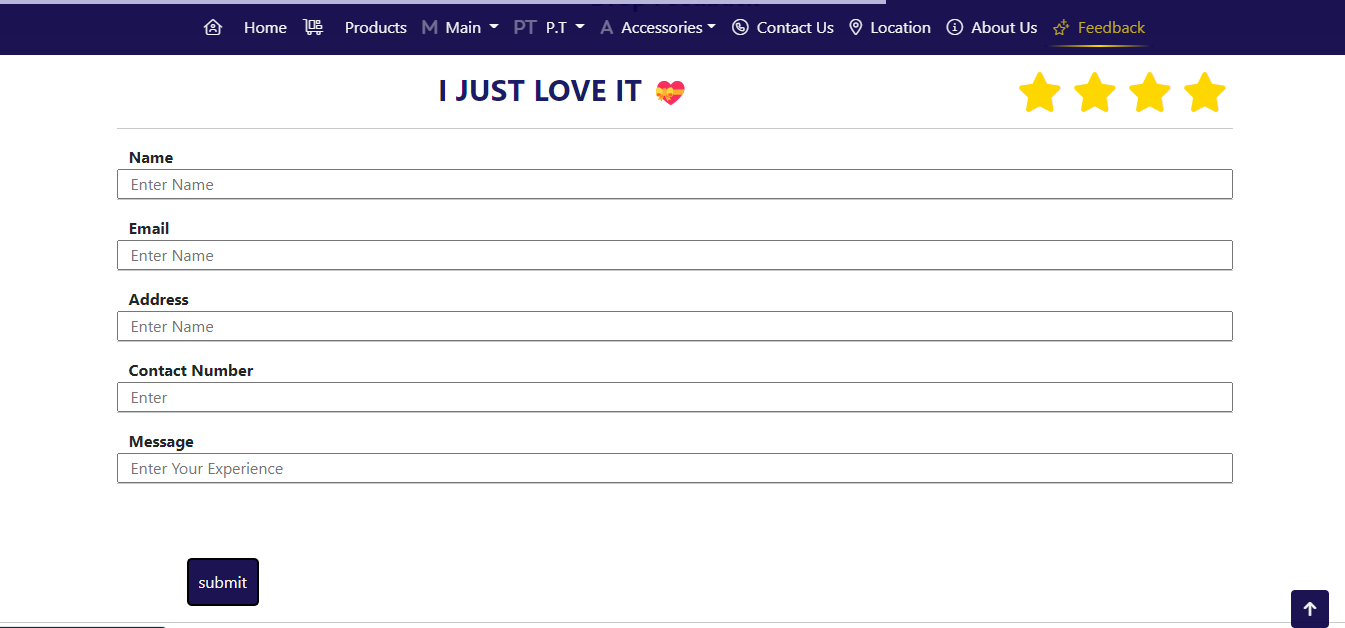 Home Products M Main PT P.T A Accessories Contact Us Location About Us Feedback
I JUST LOVE IT 💝
Name
Enter Name
Email
Enter Name
Address
Enter Name
Contact Number
Enter
Message
Enter Your Experience
submit